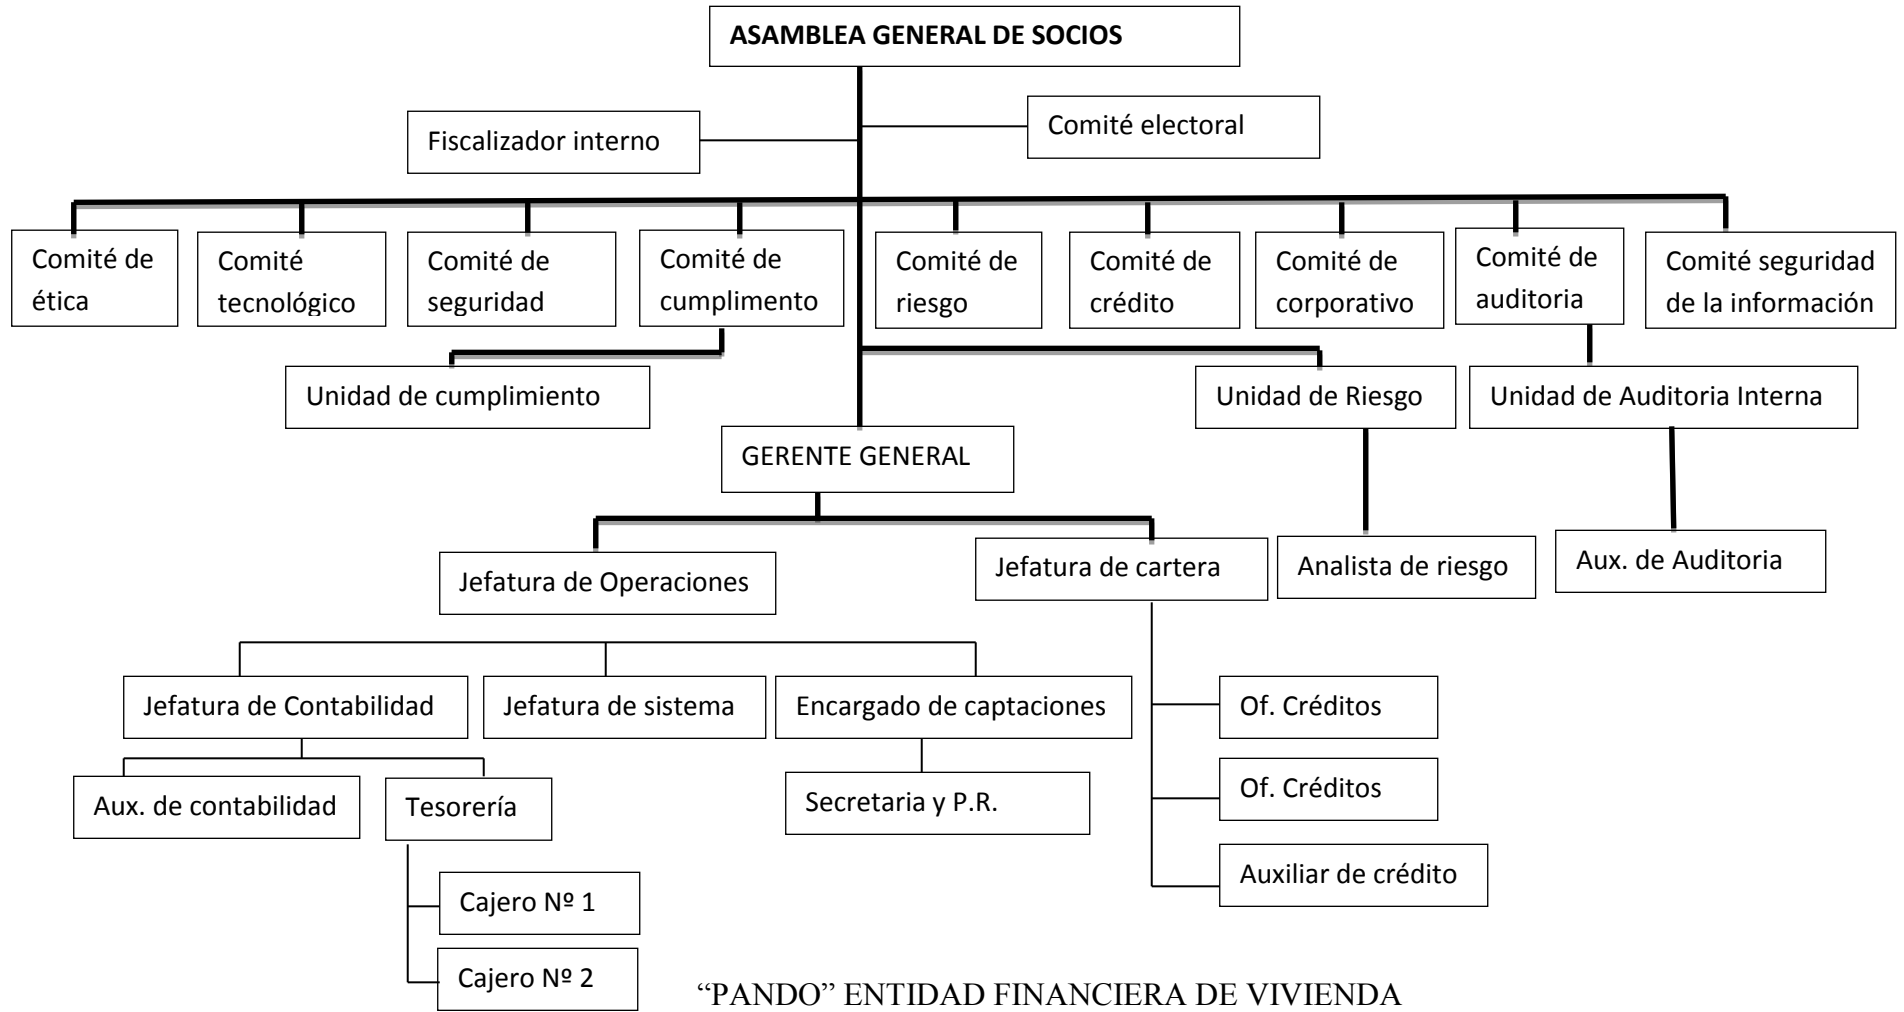 ASAMBLEA GENERAL DE SOCIOS
Fiscalizador interno
Comité electoral
Comité de
ética
Comité
tecnológico
Comité de
seguridad
Comité de
cumplimento
Comité de
riesgo
Comité de
crédito
Comité de
corporativo
Comité de
auditoria
Comité seguridad
de la información
Unidad de cumplimiento
Unidad de Riesgo
Unidad de Auditoria Interna
GERENTE GENERAL
Jefatura de Operaciones
Jefatura de cartera
Analista de riesgo
Aux. de Auditoria
Jefatura de Contabilidad
Jefatura de sistema
Encargado de captaciones
Of. Créditos
Aux. de contabilidad
Tesorería
Secretaria y P.R.
Of. Créditos
Auxiliar de crédito
Cajero Nº 1
Cajero Nº 2
“PANDO” ENTIDAD FINANCIERA DE VIVIENDA